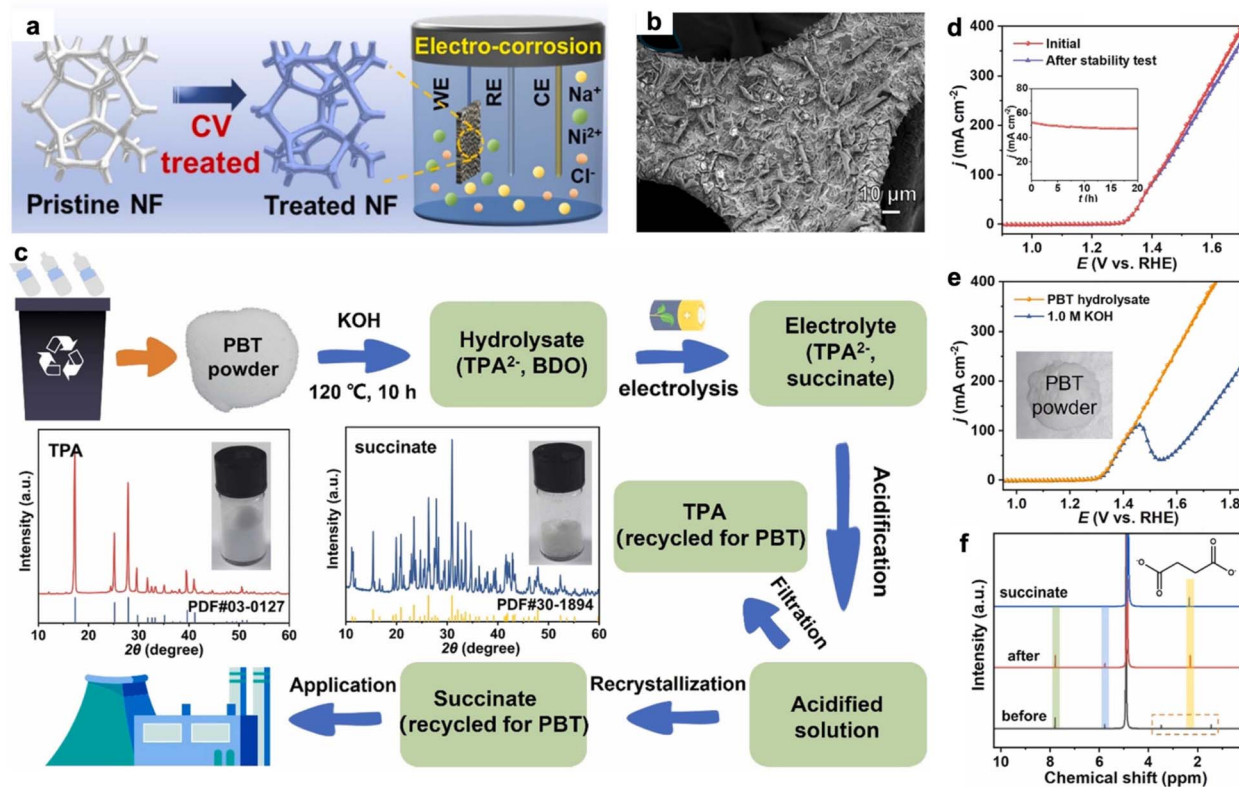 a
Pristine NF
CV
treated
Treated NF
Electro-corrosion
WE
RE
CE
Na⁺
Ni²⁺
Cl⁻
b
10 μm
d
Initial
After stability test
j (mA cm⁻²)
400
300
200
100
0
j (mA cm⁻²)
80
60
40
0 5 10 15 20
t (h)
1.0 1.2 1.4 1.6
E (V vs. RHE)
c
PBT
powder
KOH
120 ℃, 10 h
Hydrolysate
(TPA²⁻, BDO)
electrolysis
Electrolyte
(TPA²⁻,
succinate)
Acidification
TPA
Intensity (a.u.)
PDF#03-0127
10 20 30 40 50 60
2θ (degree)
succinate
Intensity (a.u.)
PDF#30-1894
10 20 30 40 50 60
2θ (degree)
TPA
(recycled for PBT)
Filtration
Application
Succinate
(recycled for PBT)
Recrystallization
Acidified
solution
e
PBT hydrolysate
1.0 M KOH
PBT
powder
j (mA cm⁻²)
400
300
200
100
0
1.0 1.2 1.4 1.6 1.8
E (V vs. RHE)
f
O
⁻O
O⁻
O
succinate
after
before
Intensity (a.u.)
10 8 6 4 2 0
Chemical shift (ppm)